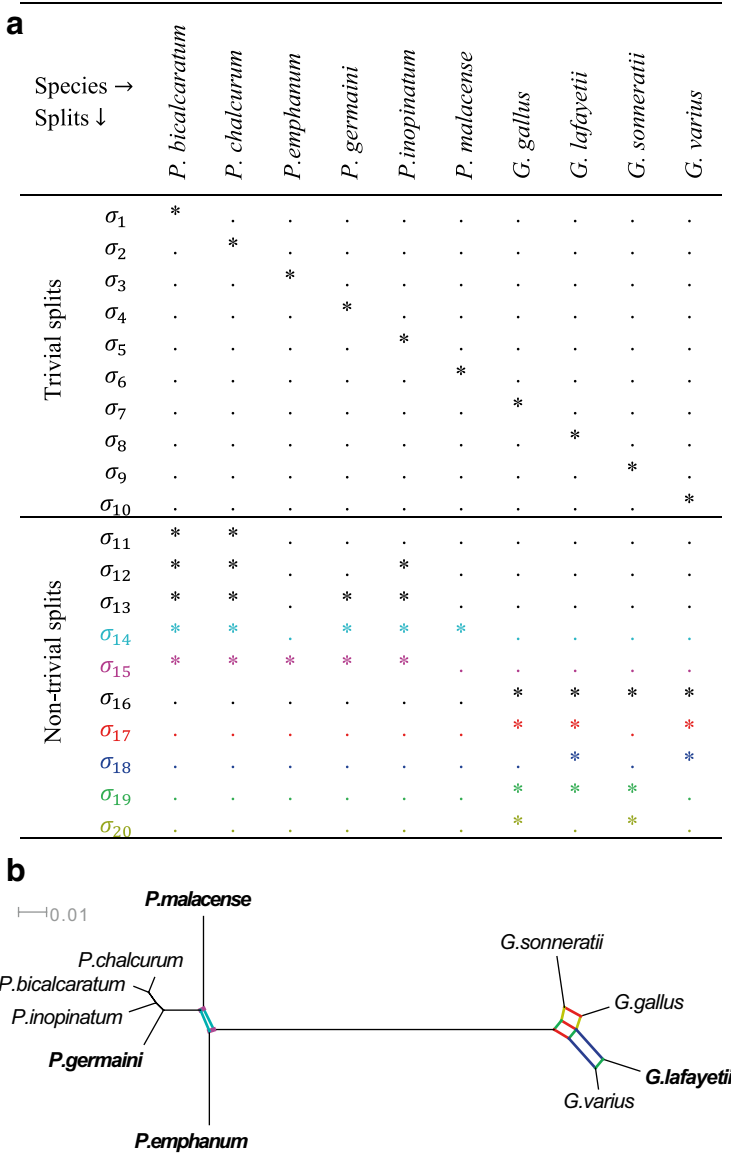 a
Species →
Splits ↓
P. bicalcaratum
P. chalcurum
P.emphanum
P. germaini
P.inopinatum
P. malacense
G. gallus
G. lafayetii
G. sonneratii
G. varius
Trivial splits
σ1 * . . . . . . . . .
σ2 . * . . . . . . . .
σ3 . . * . . . . . . .
σ4 . . . * . . . . . .
σ5 . . . . * . . . . .
σ6 . . . . . * . . . .
σ7 . . . . . . * . . .
σ8 . . . . . . . * . .
σ9 . . . . . . . . * .
σ10 . . . . . . . . . *
Non-trivial splits
σ11 * * . . . . . . . .
σ12 * * . . * . . . . .
σ13 * * . * * . . . . .
σ14 * * . * * * . . . .
σ15 * * * * * . . . . .
σ16 . . . . . . * * * *
σ17 . . . . . . * * . *
σ18 . . . . . . . * . *
σ19 . . . . . . * * * .
σ20 . . . . . . * . * .
b
0.01
P.malacense
P.chalcurum
P.bicalcaratum
P.inopinatum
P.germaini
P.emphanum
G.sonneratii
G.gallus
G.lafayetii
G.varius